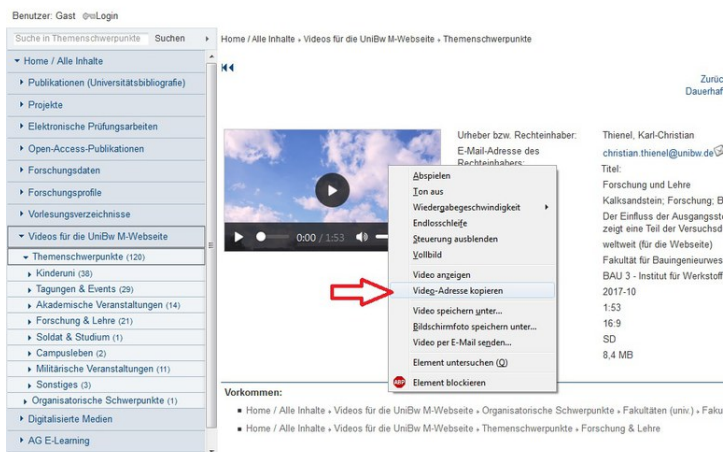 Benutzer: Gast Login
Suche in Themenschwerpunkte Suchen
Home / Alle Inhalte
Publikationen (Universitätsbibliografie)
Projekte
Elektronische Prüfungsarbeiten
Open-Access-Publikationen
Forschungsdaten
Forschungsprofile
Vorlesungsverzeichnisse
Videos für die UniBw M-Webseite
Themenschwerpunkte (120)
Kinderuni (38)
Tagungen & Events (29)
Akademische Veranstaltungen (14)
Forschung & Lehre (21)
Soldat & Studium (1)
Campusleben (2)
Militärische Veranstaltungen (11)
Sonstiges (3)
Organisatorische Schwerpunkte (1)
Digitalisierte Medien
AG E-Learning
Home / Alle Inhalte » Videos für die UniBw M-Webseite » Themenschwerpunkte
Zurüc
Dauerhaf
0:00 / 1:53
Urheber bzw. Rechteinhaber: Thienel, Karl-Christian
E-Mail-Adresse des christian.thienel@unibw.de
Rechteinhabers:
Titel:
Forschung und Lehre
Kalksandstein; Forschung; B
Der Einfluss der Ausgangsst
zeigt eine Teil der Versuchsd
weltweit (für die Webseite)
Fakultät für Bauingenieurwes
BAU 3 - Institut für Werkstoff
2017-10
1:53
16:9
SD
8,4 MB
Abspielen
Ton aus
Wiedergabegeschwindigkeit
Endlosschleife
Steuerung ausblenden
Vollbild
Video anzeigen
Video-Adresse kopieren
Video speichern unter...
Bildschirmfoto speichern unter...
Video per E-Mail senden...
Element untersuchen (Q)
ABP Element blockieren
Vorkommen:
Home / Alle Inhalte » Videos für die UniBw M-Webseite » Organisatorische Schwerpunkte » Fakultäten (univ.) » Faku
Home / Alle Inhalte » Videos für die UniBw M-Webseite » Themenschwerpunkte » Forschung & Lehre